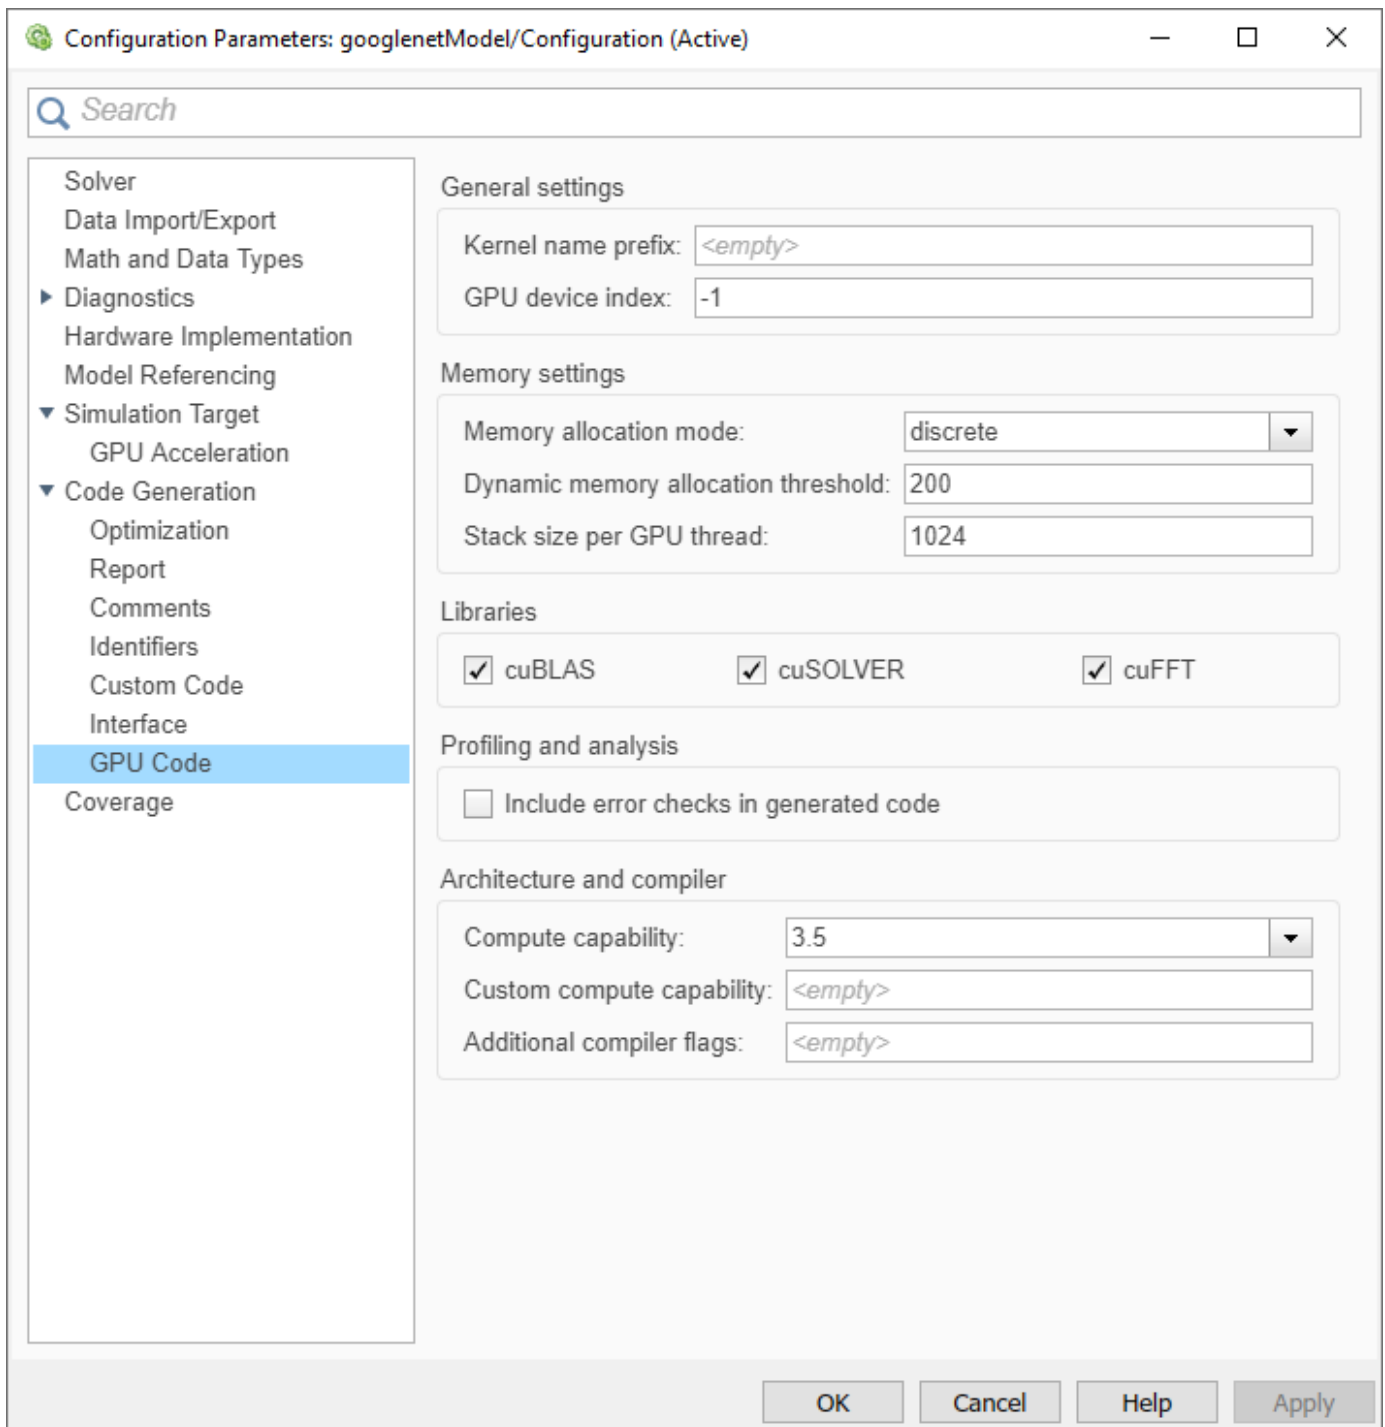 Configuration Parameters: googlenetModel/Configuration (Active)
Search
Solver
Data Import/Export
Math and Data Types
Diagnostics
Hardware Implementation
Model Referencing
Simulation Target
GPU Acceleration
Code Generation
Optimization
Report
Comments
Identifiers
Custom Code
Interface
GPU Code
Coverage
General settings
Kernel name prefix: <empty>
GPU device index: -1
Memory settings
Memory allocation mode: discrete
Dynamic memory allocation threshold: 200
Stack size per GPU thread: 1024
Libraries
cuBLAS cuSOLVER cuFFT
Profiling and analysis
Include error checks in generated code
Architecture and compiler
Compute capability: 3.5
Custom compute capability: <empty>
Additional compiler flags: <empty>
OK Cancel Help Apply